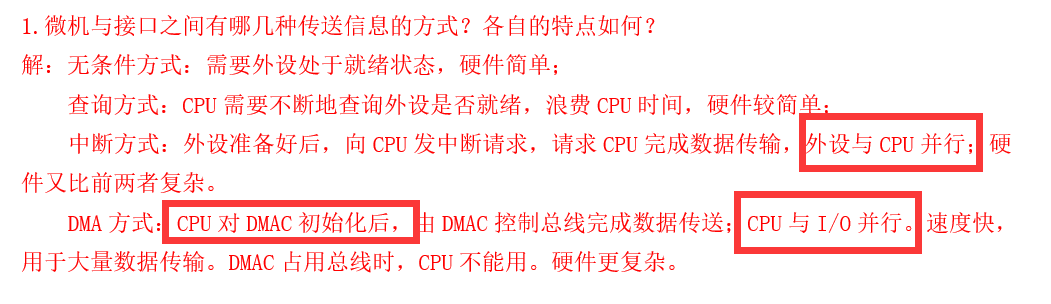 1.微机与接口之间有哪几种传送信息的方式？各自的特点如何？
解：无条件方式：需要外设处于就绪状态，硬件简单；
查询方式：CPU 需要不断地查询外设是否就绪，浪费 CPU 时间，硬件较简单；
中断方式：外设准备好后，向 CPU 发中断请求，请求 CPU 完成数据传输，外设与 CPU 并行；硬
件又比前两者复杂。
DMA 方式：CPU 对 DMAC 初始化后，由 DMAC 控制总线完成数据传送；CPU 与 I/O 并行。速度快，
用于大量数据传输。DMAC 占用总线时，CPU 不能用。硬件更复杂。